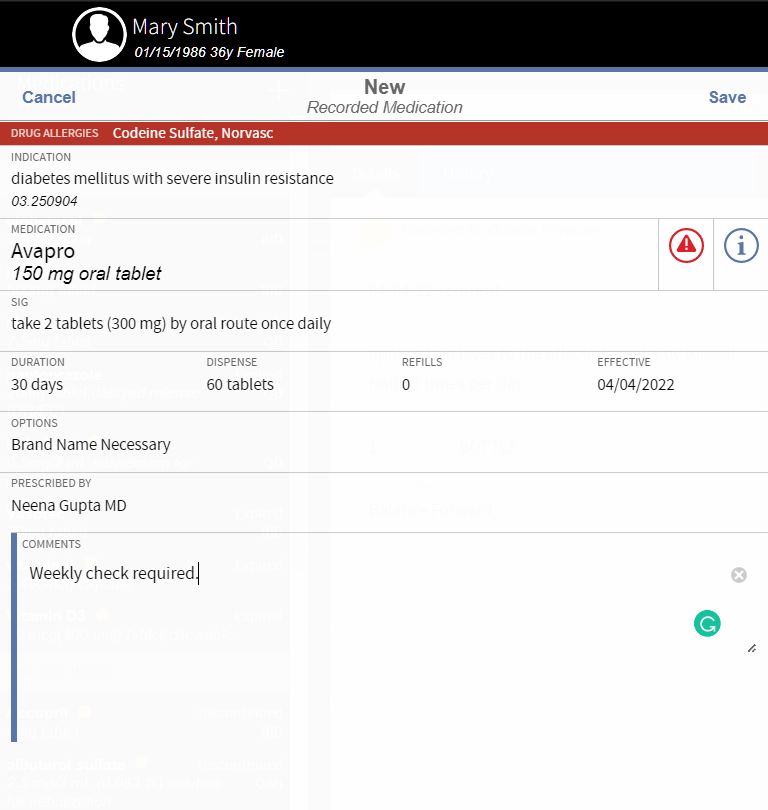 Mary Smith
01/15/1986 36y Female
Cancel
New
Recorded Medication
Save
DRUG ALLERGIES Codeine Sulfate, Norvasc
INDICATION
diabetes mellitus with severe insulin resistance
03.250904
MEDICATION
Avapro
150 mg oral tablet
SIG
take 2 tablets (300 mg) by oral route once daily
DURATION DISPENSE REFILLS EFFECTIVE
30 days 60 tablets 0 04/04/2022
OPTIONS
Brand Name Necessary
PRESCRIBED BY
Neena Gupta MD
COMMENTS
Weekly check required.